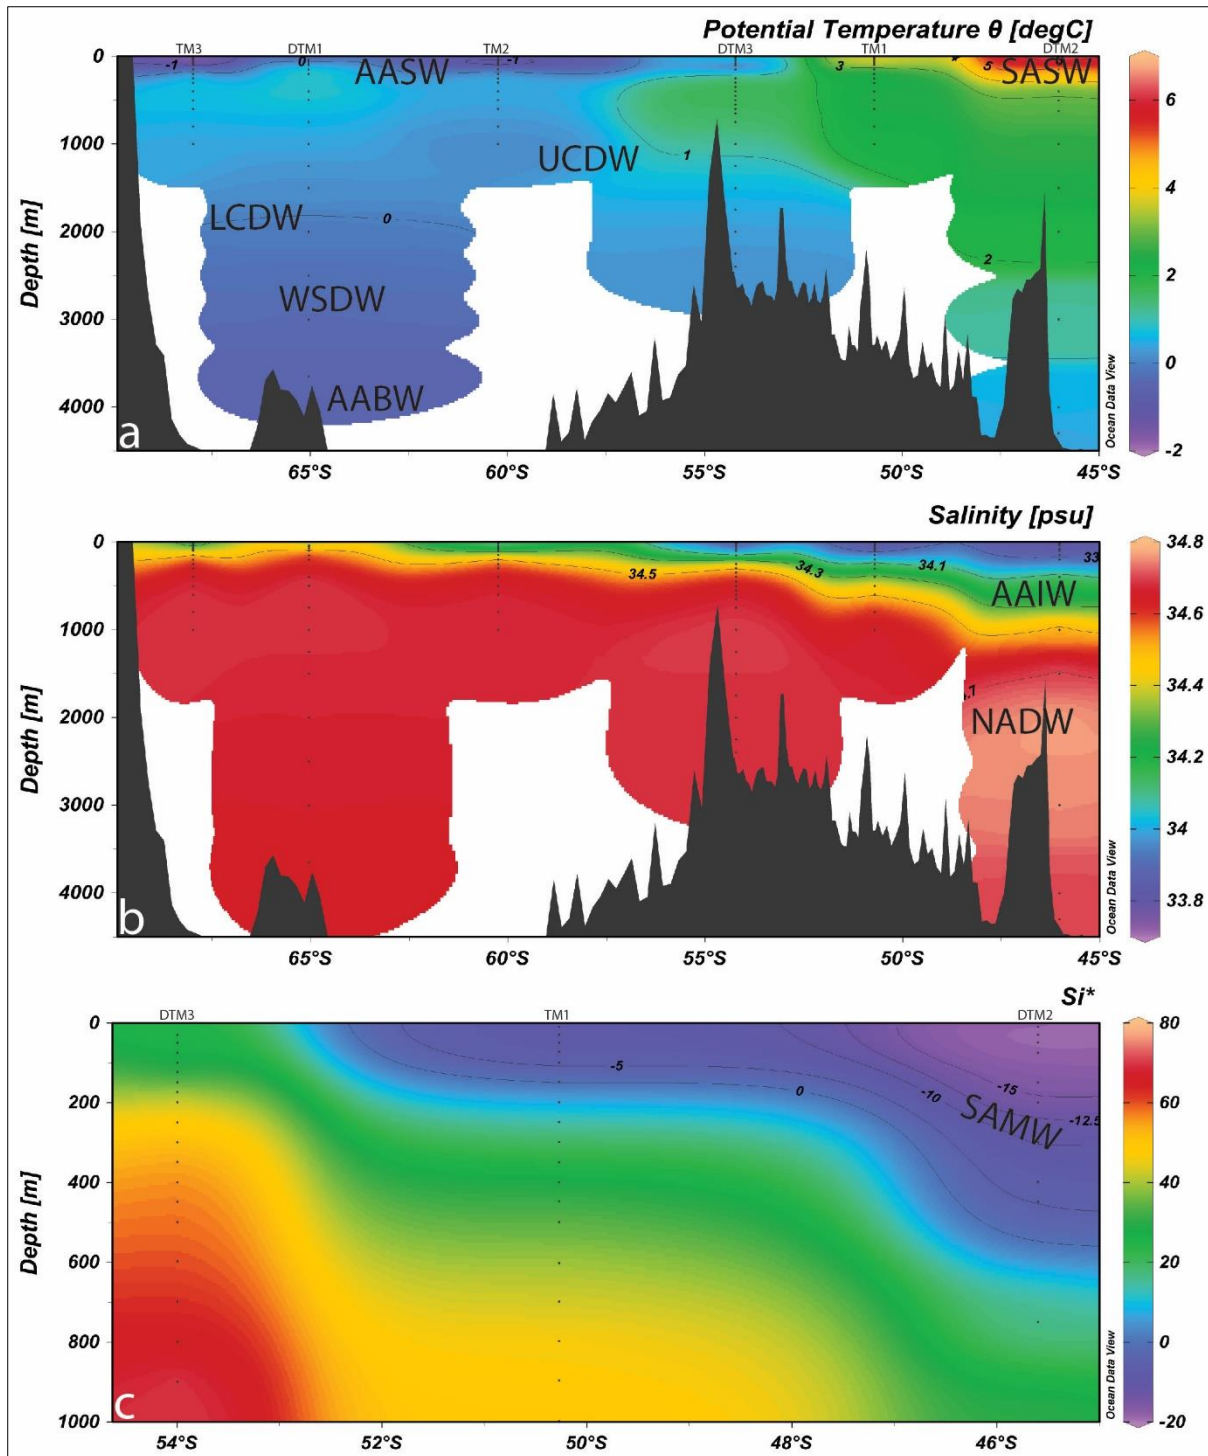 Potential Temperature θ [degC]
TM3 DTM1 TM2 DTM3 TM1 DTM2
0 -1 0 AASW -1 3 5 SASW 6
1000 UCDW 1 4
2000 LCDW 0 2 2
3000 WSDW 0
4000 AABW -2
a
Depth [m]
Ocean Data View
65°S 60°S 55°S 50°S 45°S
Salinity [psu]
0 34.5 34.3 34.1 33 34.8
AAIW 34.6
1000 34.4
2000 NADW 34.2
3000 34
4000 33.8
b
Depth [m]
Ocean Data View
65°S 60°S 55°S 50°S 45°S
Si*
DTM3 TM1 DTM2
0 -5 0 -10 -15 80
200 SAMW -12.5 60
400 40
600 20
800 0
1000 -20
c
Depth [m]
Ocean Data View
54°S 52°S 50°S 48°S 46°S